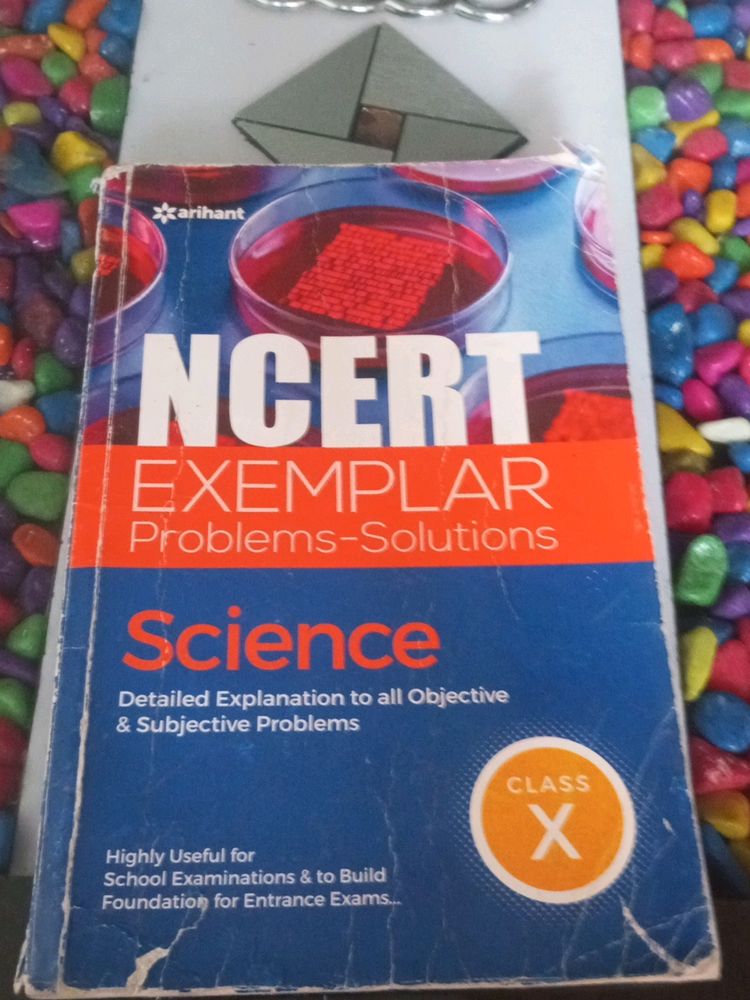 arihant
NCERT
EXEMPLAR
Problems-Solutions
Science
Detailed Explanation to all Objective
& Subjective Problems
CLASS
X
Highly Useful for
School Examinations & to Build
Foundation for Entrance Exams...